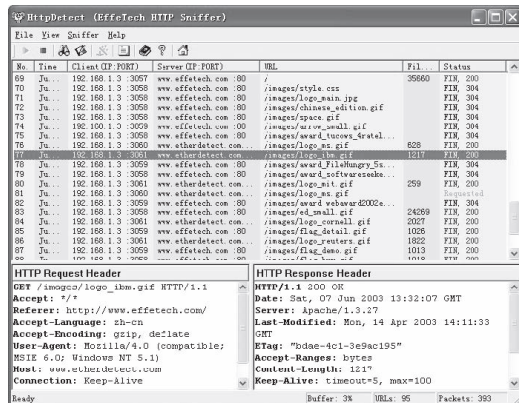 HttpDetect (EffeTech HTTP Sniffer)
File View Sniffer Help
No. Time Client(IP:PORT) Server(IP:PORT) URL Fil... Status
69 Ju... 192.168.1.3 :3057 www.effetech.com :80 / 35660 FIN, 200
70 Ju... 192.168.1.3 :3058 www.effetech.com :80 /images/style.css FIN, 304
71 Ju... 192.168.1.3 :3058 www.effetech.com :80 /images/logo_main.jpg FIN, 304
72 Ju... 192.168.1.3 :3058 www.effetech.com :80 /images/chinese_edition.gif FIN, 304
73 Ju... 192.168.1.3 :3058 www.effetech.com :80 /images/space.gif FIN, 304
74 Ju... :3059 www.effetech.com /images/arrow_small.gif FIN, 304
75 Ju... 192.168.1.3 :3058 www.effetech.com :80 /images/award_tucows_4ratel... FIN, 304
76 Ju... 192.168.1.3 :3060 www.etherdetect.com... /images/logo_ms.gif 628 FIN, 200
77 Ju... 192.168.1.3 :3061 www.etherdetect.com... /images/logo_ibm.gif 1217 FIN, 200
78 Ju... 192.168.1.3 :3059 www.effetech.com :80 /images/award_FileHungry_5s... FIN, 304
79 Ju... 192.168.1.3 :3058 www.effetech.com :80 /images/award_softwareseeke... FIN, 304
80 Ju... 192.168.1.3 :3061 www.etherdetect.com... /images/logo_mit.gif 259 FIN, 200
81 Ju... 192.168.1.3 :3060 www.etherdetect.com... /images/logo_ms.gif Requested
82 Ju... 192.168.1.3 :3059 www.effetech.com :80 /images/award webaward2002e... FIN, 304
83 Ju... 192.168.1.3 :3058 www.effetech.com :80 /images/ed_small.gif 24269 FIN, 200
84 Ju... 192.168.1.3 :3061 www.etherdetect.com... /images/logo_cornell.gif 2027 FIN, 200
85 Ju... 192.168.1.3 :3059 www.effetech.com :80 /images/flag_detail.gif 1026 FIN, 200
86 Ju... 192.168.1.3 :3061 www.etherdetect.com... /images/logo_reuters.gif 1822 FIN, 200
87 Ju... 192.168.1.3 :3059 www.effetech.com :80 /images/flag_demo.gif 1013 FIN, 200
HTTP Request Header
GET /images/logo_ibm.gif HTTP/1.1
Accept: */*
Referer: http://www.effetech.com/
Accept-Language: zh-cn
Accept-Encoding: gzip, deflate
User-Agent: Mozilla/4.0 (compatible;
MSIE 6.0; Windows NT 5.1)
Host: www.etherdetect.com
Connection: Keep-Alive
HTTP Response Header
HTTP/1.1 200 OK
Date: Sat, 07 Jun 2003 13:32:07 GMT
Server: Apache/1.3.27
Last-Modified: Mon, 14 Apr 2003 14:11:33
GMT
ETag: "bdae-4c1-3e9ac195"
Accept-Ranges: bytes
Content-Length: 1217
Keep-Alive: timeout=5, max=100
Ready Buffer: 3% URLs: 95 Packets: 393